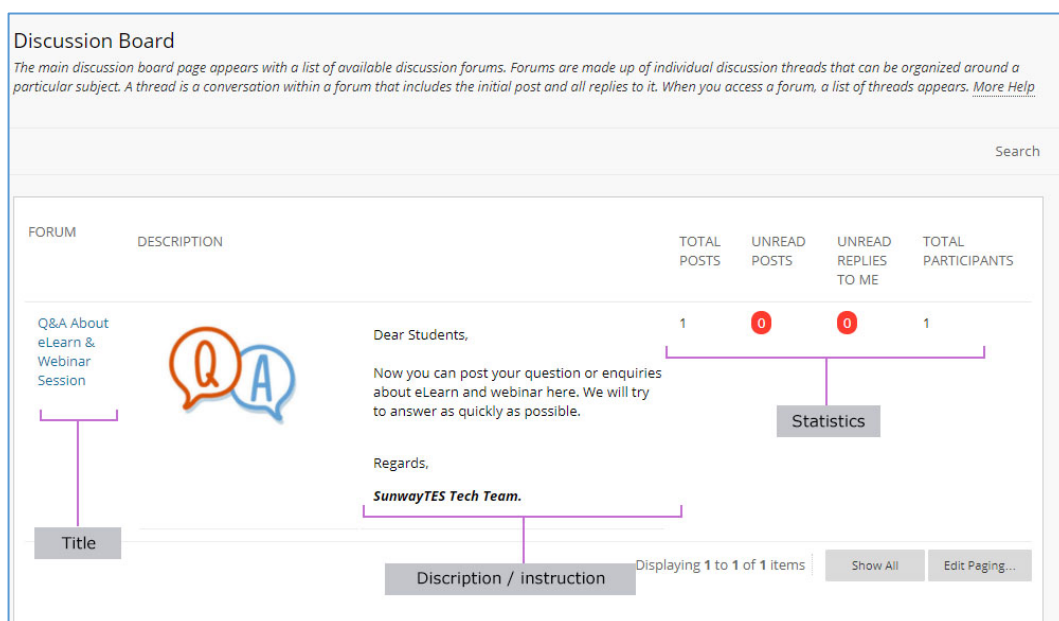 Discussion Board
The main discussion board page appears with a list of available discussion forums. Forums are made up of individual discussion threads that can be organized around a
particular subject. A thread is a conversation within a forum that includes the initial post and all replies to it. When you access a forum, a list of threads appears. More Help
Search
FORUM
DESCRIPTION
TOTAL
POSTS
UNREAD
POSTS
UNREAD
REPLIES
TO ME
TOTAL
PARTICIPANTS
Q&A About
eLearn &
Webinar
Session
Q A
Dear Students,
Now you can post your question or enquiries
about eLearn and webinar here. We will try
to answer as quickly as possible.
Regards,
SunwayTES Tech Team.
1
0
0
1
Statistics
Title
Discription / instruction
Displaying 1 to 1 of 1 items
Show All
Edit Paging...